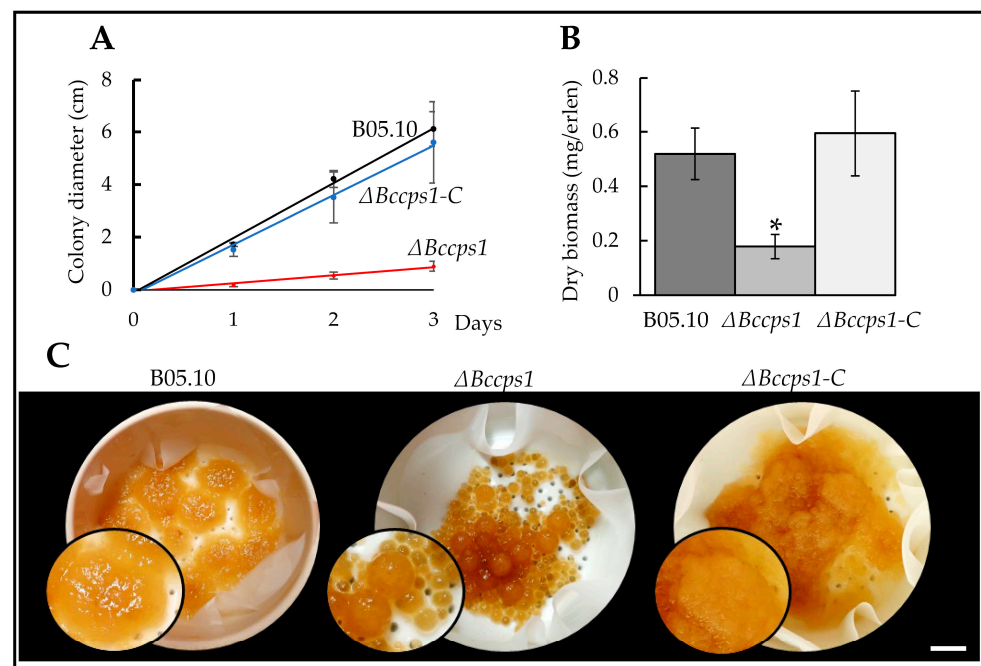 A
Colony diameter (cm)
8
6
4
2
0
B05.10
ΔBccps1-C
ΔBccps1
0 1 2 3 Days
B
Dry biomass (mg/erlen)
0.8
0.6
0.4
0.2
0
*
B05.10 ΔBccps1 ΔBccps1-C
C
B05.10 ΔBccps1 ΔBccps1-C